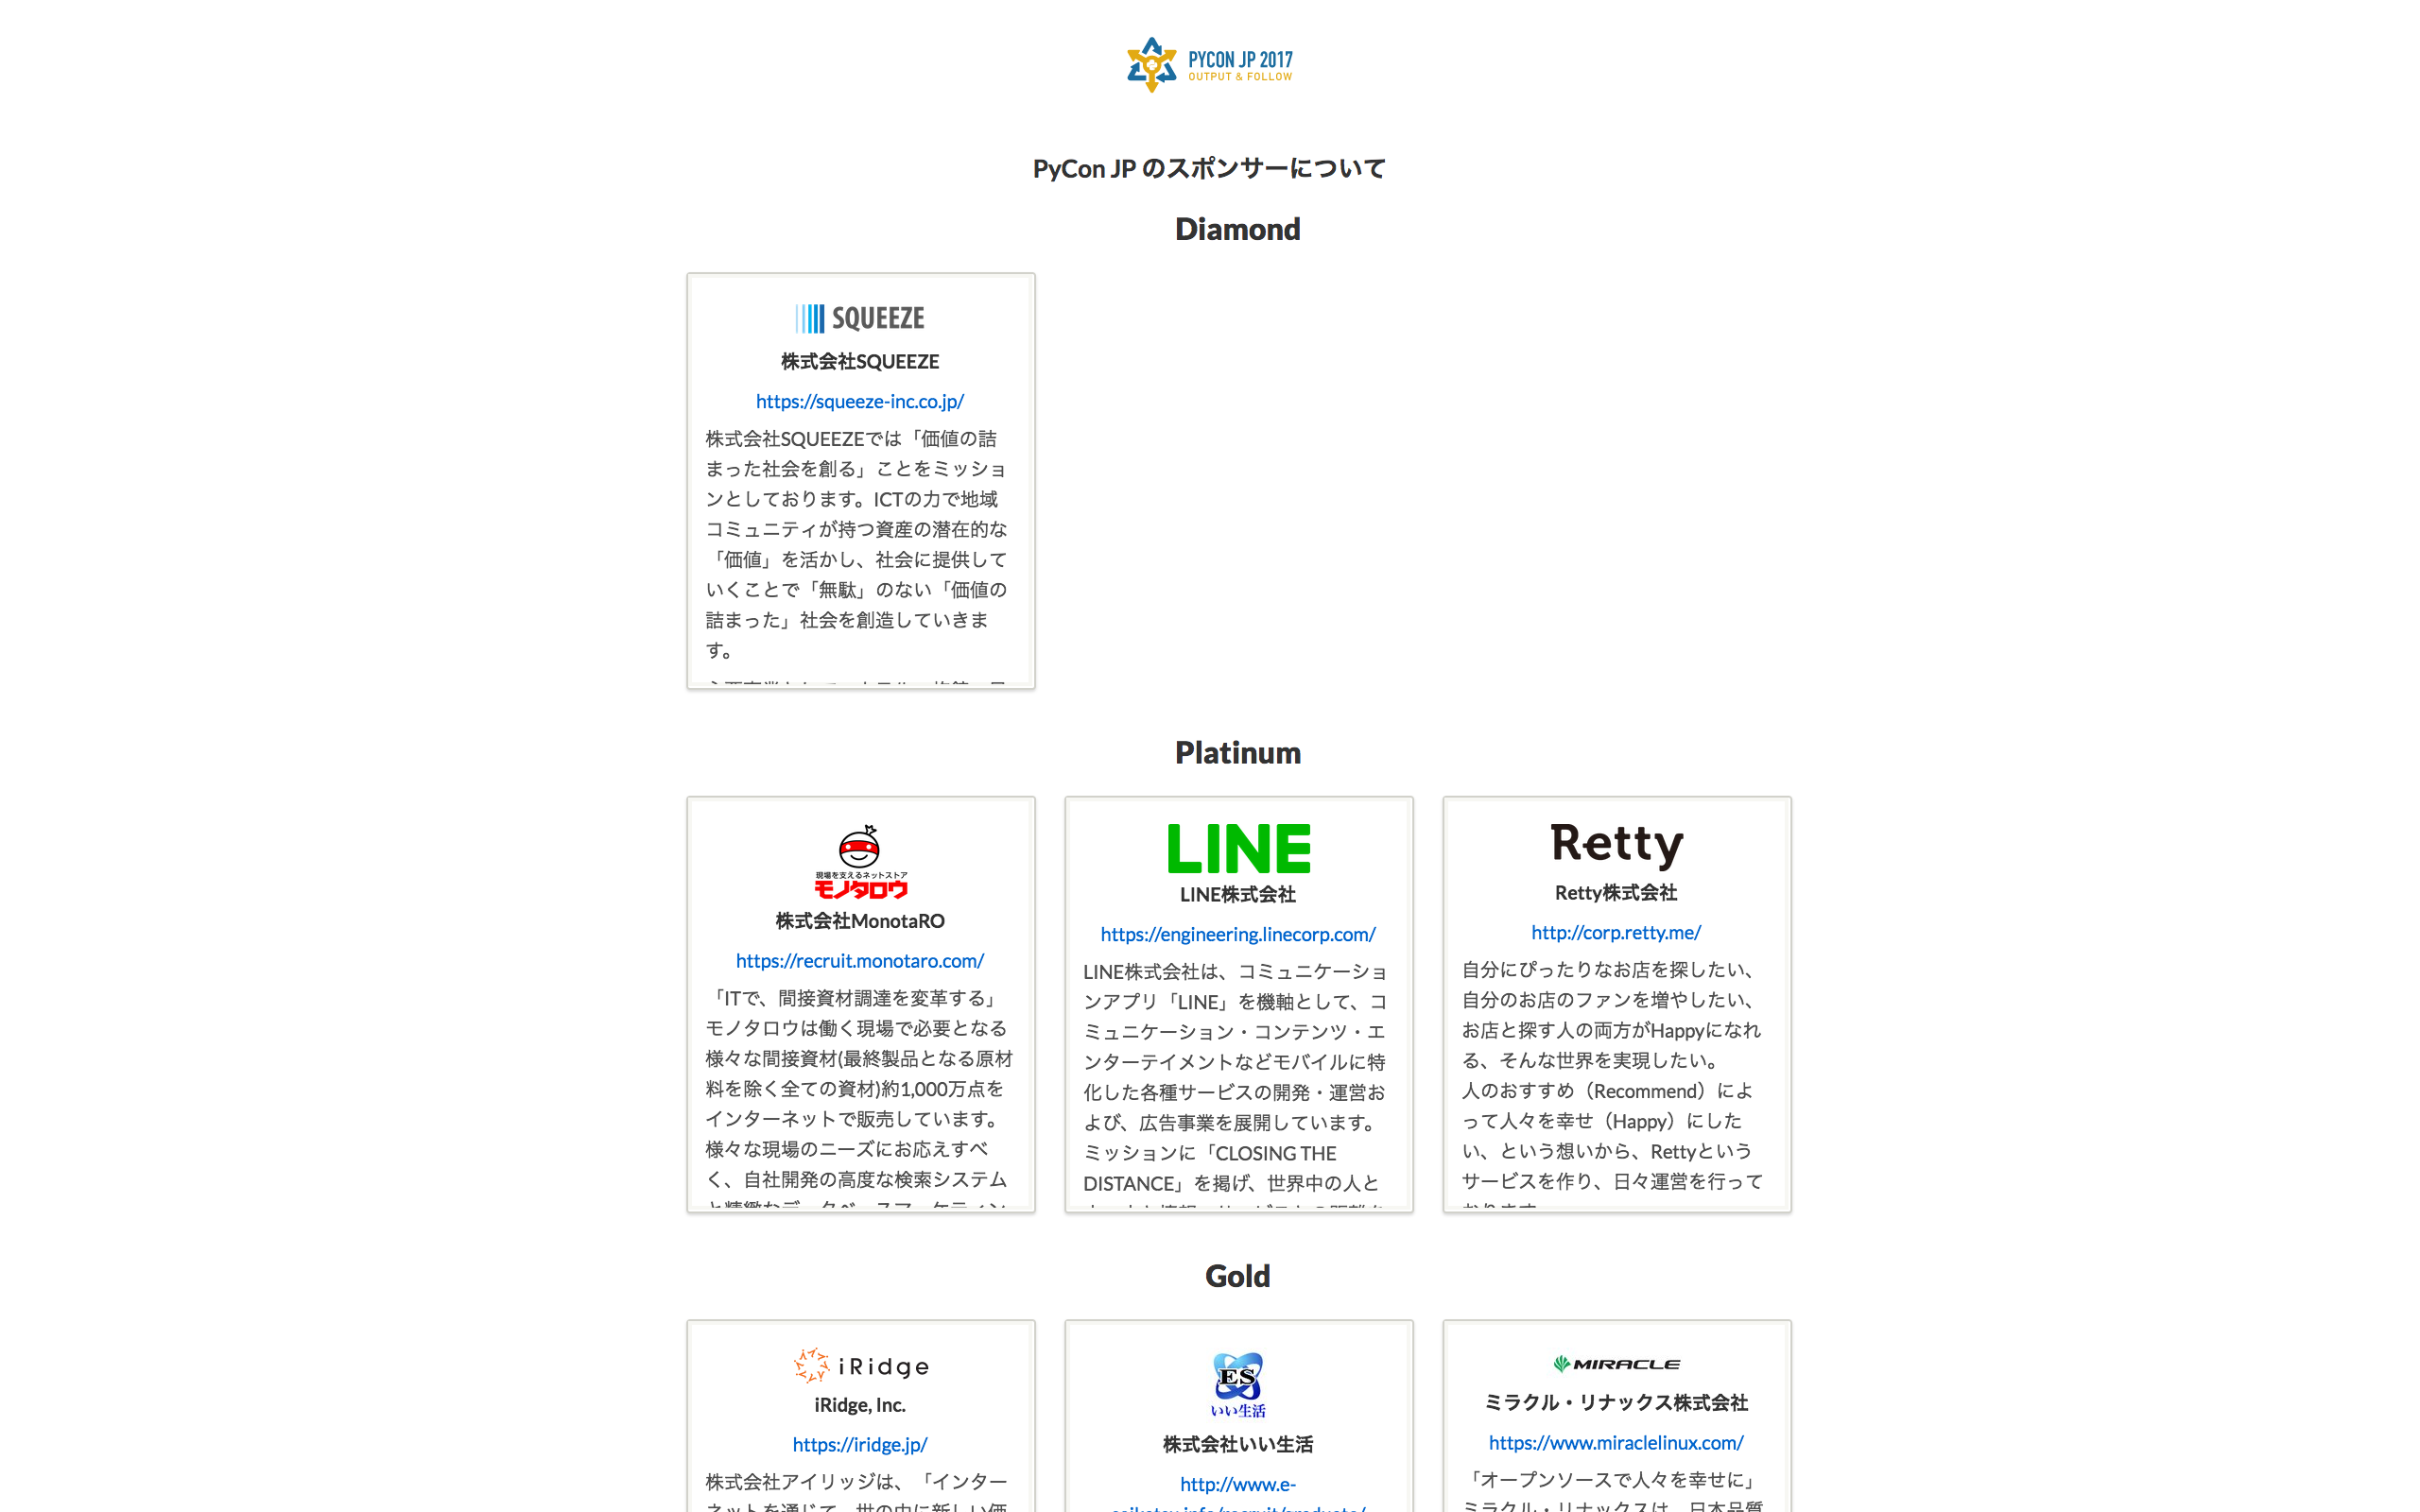 PYCON JP 2017
OUTPUT & FOLLOW
PyCon JP のスポンサーについて
Diamond
SQUEEZE
株式会社SQUEEZE
https://squeeze-inc.co.jp/
株式会社SQUEEZEでは「価値の詰
まった社会を創る」ことをミッショ
ンとしております。ICTの力で地域
コミュニティが持つ資産の潜在的な
「価値」を活かし、社会に提供して
いくことで「無駄」のない「価値の
詰まった」社会を創造していきま
す。
Platinum
現場を支えるネットストア
モノタロウ
株式会社MonotaRO
https://recruit.monotaro.com/
「ITで、間接資材調達を変革する」
モノタロウは働く現場で必要となる
様々な間接資材(最終製品となる原材
料を除く全ての資材)約1,000万点を
インターネットで販売しています。
様々な現場のニーズにお応えすべ
く、自社開発の高度な検索システム
LINE
LINE株式会社
https://engineering.linecorp.com/
LINE株式会社は、コミュニケーショ
ンアプリ「LINE」を機軸として、コ
ミュニケーション・コンテンツ・エ
ンターテイメントなどモバイルに特
化した各種サービスの開発・運営お
よび、広告事業を展開しています。
ミッションに「CLOSING THE
DISTANCE」を掲げ、世界中の人と
Retty
Retty株式会社
http://corp.retty.me/
自分にぴったりなお店を探したい、
自分のお店のファンを増やしたい、
お店と探す人の両方がHappyになれ
る、そんな世界を実現したい。
人のおすすめ（Recommend）によ
って人々を幸せ（Happy）にした
い、という想いから、Rettyという
サービスを作り、日々運営を行って
Gold
iRidge
iRidge, Inc.
https://iridge.jp/
株式会社アイリッジは、「インター
ES
いい生活
株式会社いい生活
http://www.e-
MIRACLE
ミラクル・リナックス株式会社
https://www.miraclelinux.com/
「オープンソースで人々を幸せに」
ミラクル・リナックスは、日本品質